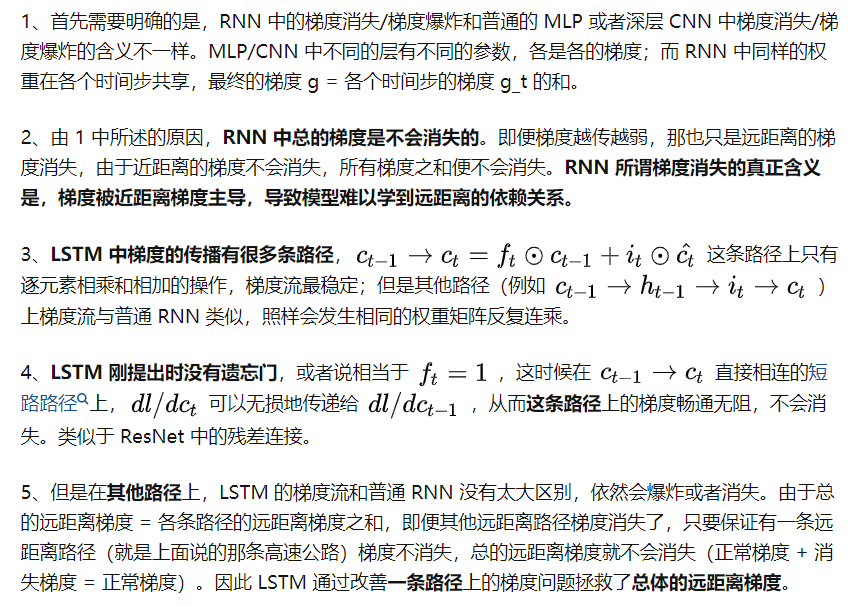 1、首先需要明确的是，RNN 中的梯度消失/梯度爆炸和普通的 MLP 或者深层 CNN 中梯度消失/梯
度爆炸的含义不一样。MLP/CNN 中不同的层有不同的参数，各是各的梯度；而 RNN 中同样的权
重在各个时间步共享，最终的梯度 g = 各个时间步的梯度 g_t 的和。
2、由 1 中所述的原因，RNN 中总的梯度是不会消失的。即便梯度越传越弱，那也只是远距离的梯
度消失，由于近距离的梯度不会消失，所有梯度之和便不会消失。RNN 所谓梯度消失的真正含义
是，梯度被近距离梯度主导，导致模型难以学到远距离的依赖关系。
3、LSTM 中梯度的传播有很多条路径，c_{t-1} → c_t = f_t ⊙ c_{t-1} + i_t ⊙ ĉ_t 这条路径上只有
逐元素相乘和相加的操作，梯度流最稳定；但是其他路径（例如 c_{t-1} → h_{t-1} → i_t → c_t ）
上梯度流与普通 RNN 类似，照样会发生相同的权重矩阵反复连乘。
4、LSTM 刚提出时没有遗忘门，或者说相当于 f_t = 1 ，这时候在 c_{t-1} → c_t 直接相连的短
路路径上，dl/dc_t 可以无损地传递给 dl/dc_{t-1} ，从而这条路径上的梯度畅通无阻，不会消
失。类似于 ResNet 中的残差连接。
5、但是在其他路径上，LSTM 的梯度流和普通 RNN 没有太大区别，依然会爆炸或者消失。由于总
的远距离梯度 = 各条路径的远距离梯度之和，即便其他远距离路径梯度消失了，只要保证有一条远
距离路径（就是上面说的那条高速公路）梯度不消失，总的远距离梯度就不会消失（正常梯度 + 消
失梯度 = 正常梯度）。因此 LSTM 通过改善一条路径上的梯度问题拯救了总体的远距离梯度。